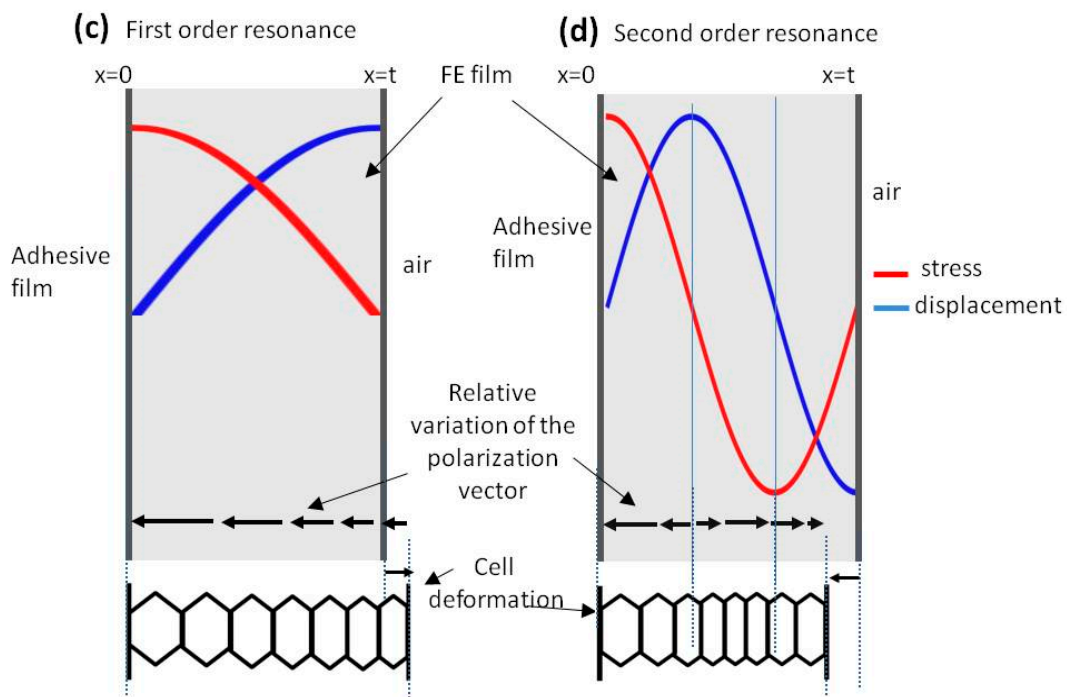 (c) First order resonance
x=0
x=t
FE film
Adhesive
film
air
(d) Second order resonance
x=0
x=t
Adhesive
film
air
stress
displacement
Relative
variation of the
polarization
vector
Cell
deformation